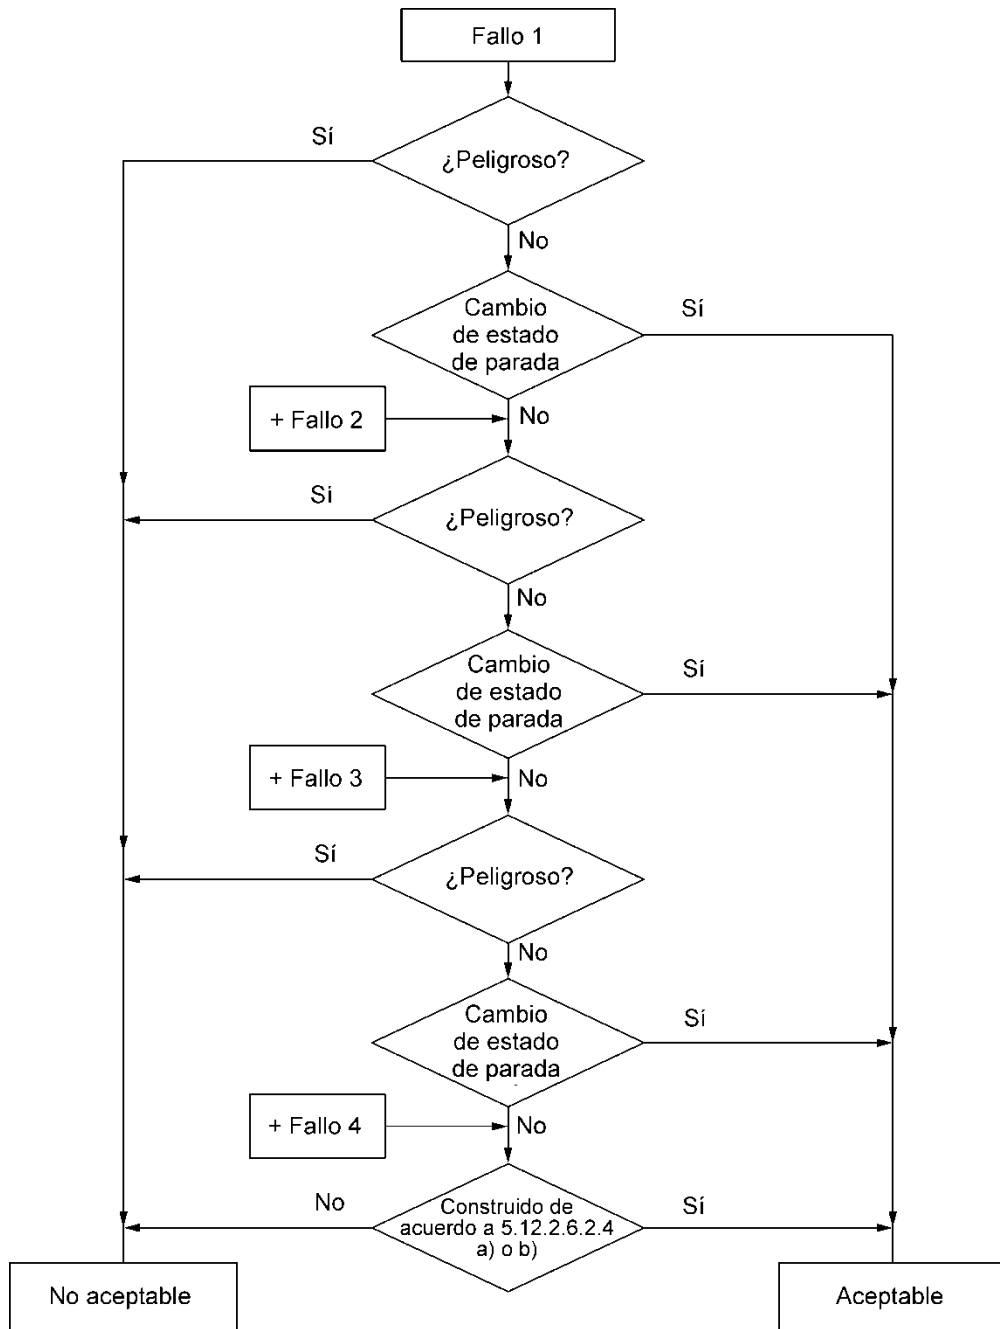 Fallo 1
Sí
¿Peligroso?
No
Cambio
de estado
de parada
Sí
+ Fallo 2
No
Sí
¿Peligroso?
No
Cambio
de estado
de parada
Sí
+ Fallo 3
No
Sí
¿Peligroso?
No
Cambio
de estado
de parada
Sí
+ Fallo 4
No
No
Construido de
acuerdo a 5.12.2.6.2.4
a) o b)
Sí
No aceptable
Aceptable